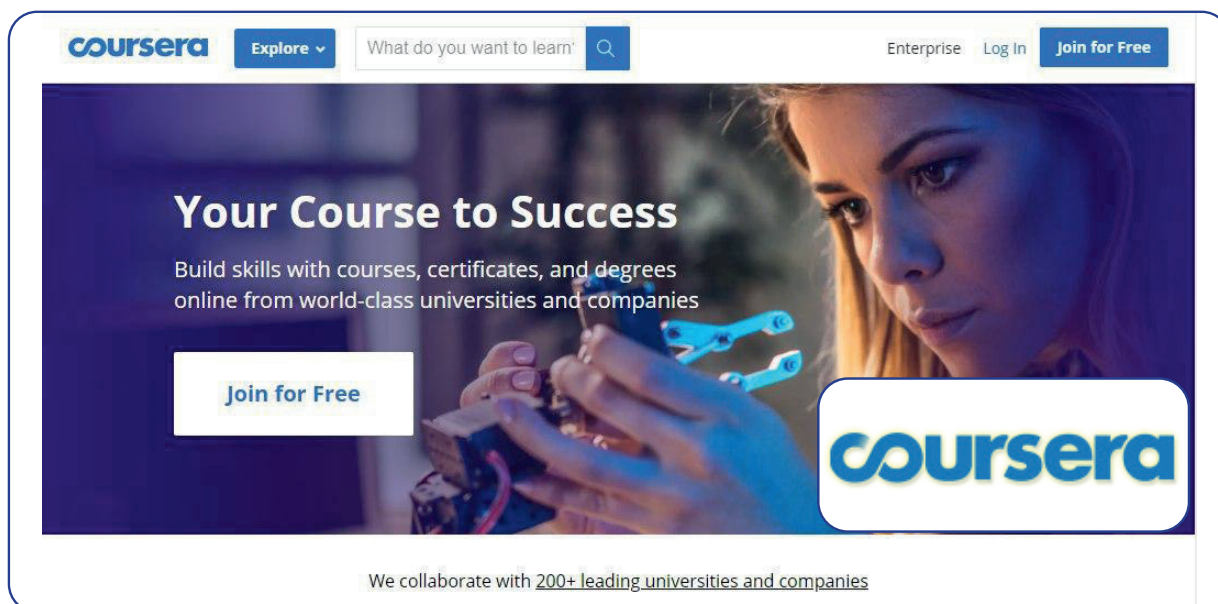 coursera
Explore
What do you want to learn
Enterprise
Log In
Join for Free
Your Course to Success
Build skills with courses, certificates, and degrees
online from world-class universities and companies
Join for Free
coursera
We collaborate with 200+ leading universities and companies